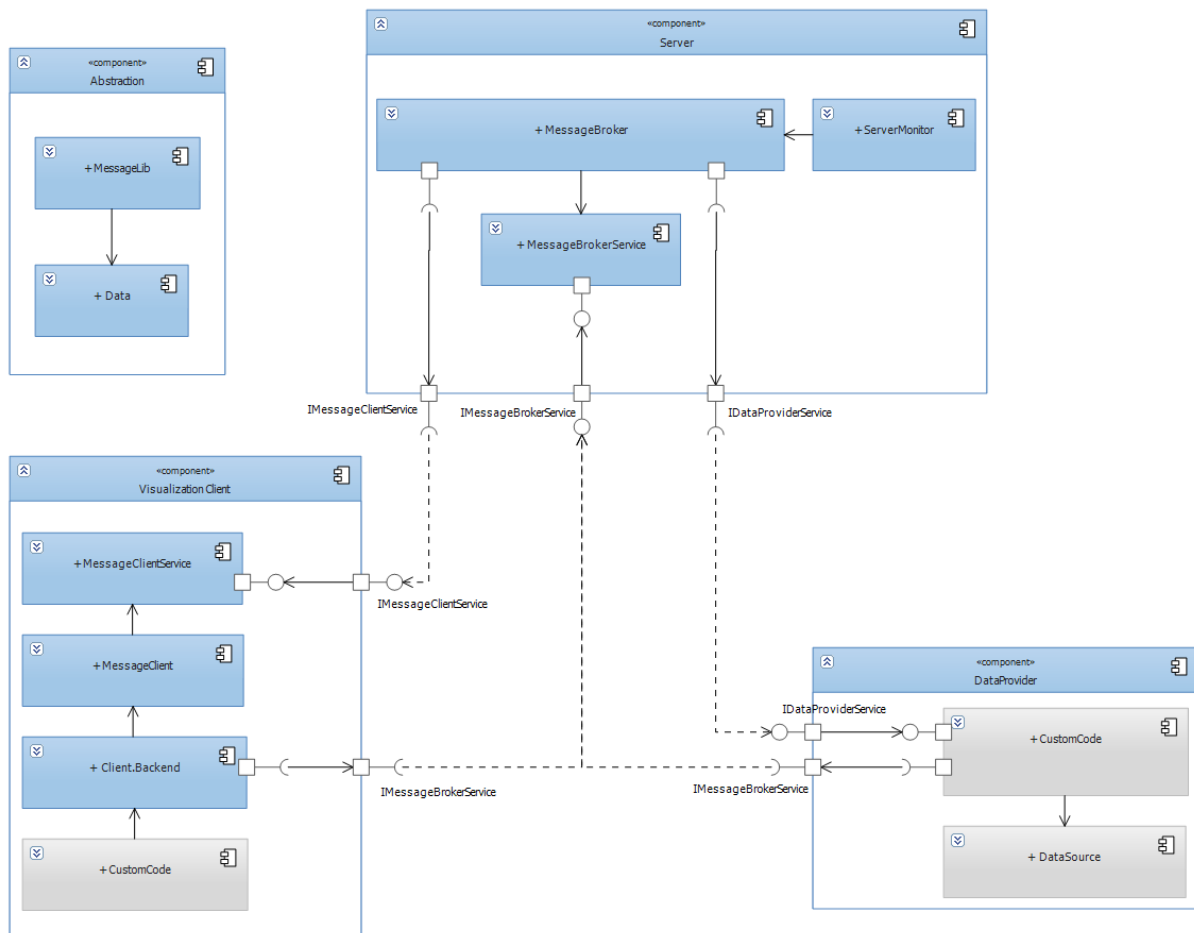 «component»
Server
«component»
Abstraction
+ MessageBroker
+ ServerMonitor
+ MessageLib
+ MessageBrokerService
+ Data
IMessageClientService
IMessageBrokerService
IDataProviderService
«component»
Visualization Client
+ MessageClientService
IMessageClientService
+ MessageClient
«component»
DataProvider
IDataProviderService
+ CustomCode
+ Client.Backend
IMessageBrokerService
IMessageBrokerService
+ DataSource
+ CustomCode